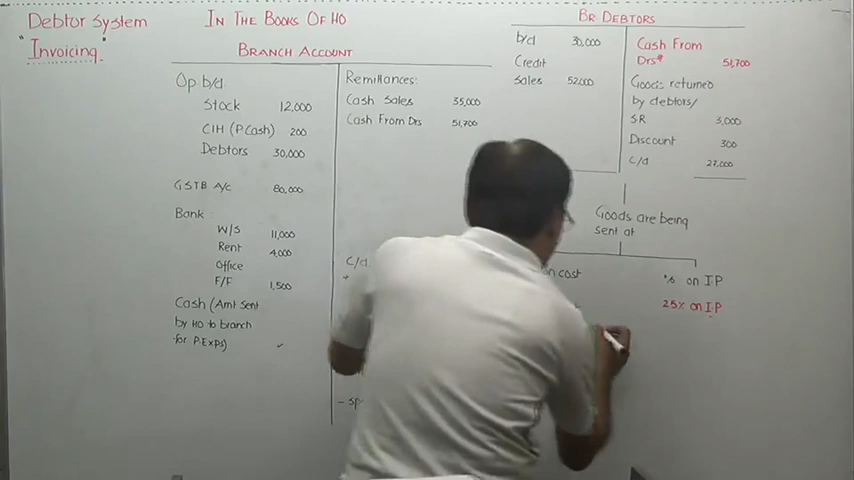 Debtor System
"Invoicing"
In The Books Of HO
BRANCH ACCOUNT
Op b/d
Stock 12,000
CIH (P.Cash) 200
Debtors 30,000
GSTB A/c 80,000
Bank:
W/S 11,000
Rent 4,000
Office
F/F 1,500
Cash (Amt Sent
by HO to branch
for P.Exps) ✓
Remittances:
Cash Sales 35,000
Cash From Drs 51,700
C/d
- Sp
BR DEBTORS
b/d 30,000
Credit
Sales 52,000
Cash From
Drs* 51,700
Goods returned
by debtors/
SR 3,000
Discount 300
c/d 27,000
Goods are being
sent at
on cost
% on I.P
25% on I.P